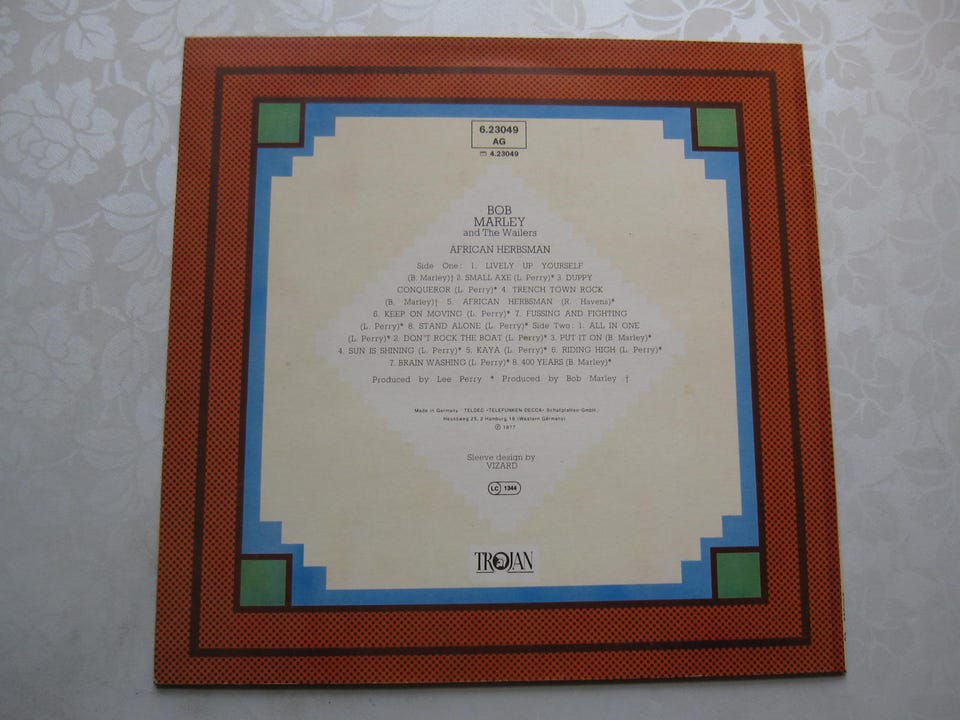 6.23049
AG
4.23049
BOB
MARLEY
and The Wailers
AFRICAN HERBSMAN
Side One: 1. LIVELY UP YOURSELF
(B. Marley)† 2. SMALL AXE (L. Perry)* 3. DUPPY
CONQUEROR (L. Perry)* 4. TRENCH TOWN ROCK
(B. Marley)† 5. AFRICAN HERBSMAN (R. Havens)*
6. KEEP ON MOVING (L. Perry)* 7. FUSSING AND FIGHTING
(L. Perry)* 8. STAND ALONE (L. Perry)* Side Two: 1. ALL IN ONE
(L. Perry)* 2. DON'T ROCK THE BOAT (L. Perry)* 3. PUT IT ON (B. Marley)*
4. SUN IS SHINING (L. Perry)* 5. KAYA (L. Perry)* 6. RIDING HIGH (L. Perry)*
7. BRAIN WASHING (L. Perry)* 8. 400 YEARS (B. Marley)*
Produced by Lee Perry * Produced by Bob Marley †
Made in Germany · TELDEC »TELEFUNKEN DECCA« Schallplatten-GmbH.,
Heussweg 25, 2 Hamburg 19 (Western Germany)
℗ 1977
Sleeve design by
VIZARD
LC 1344
TROJAN